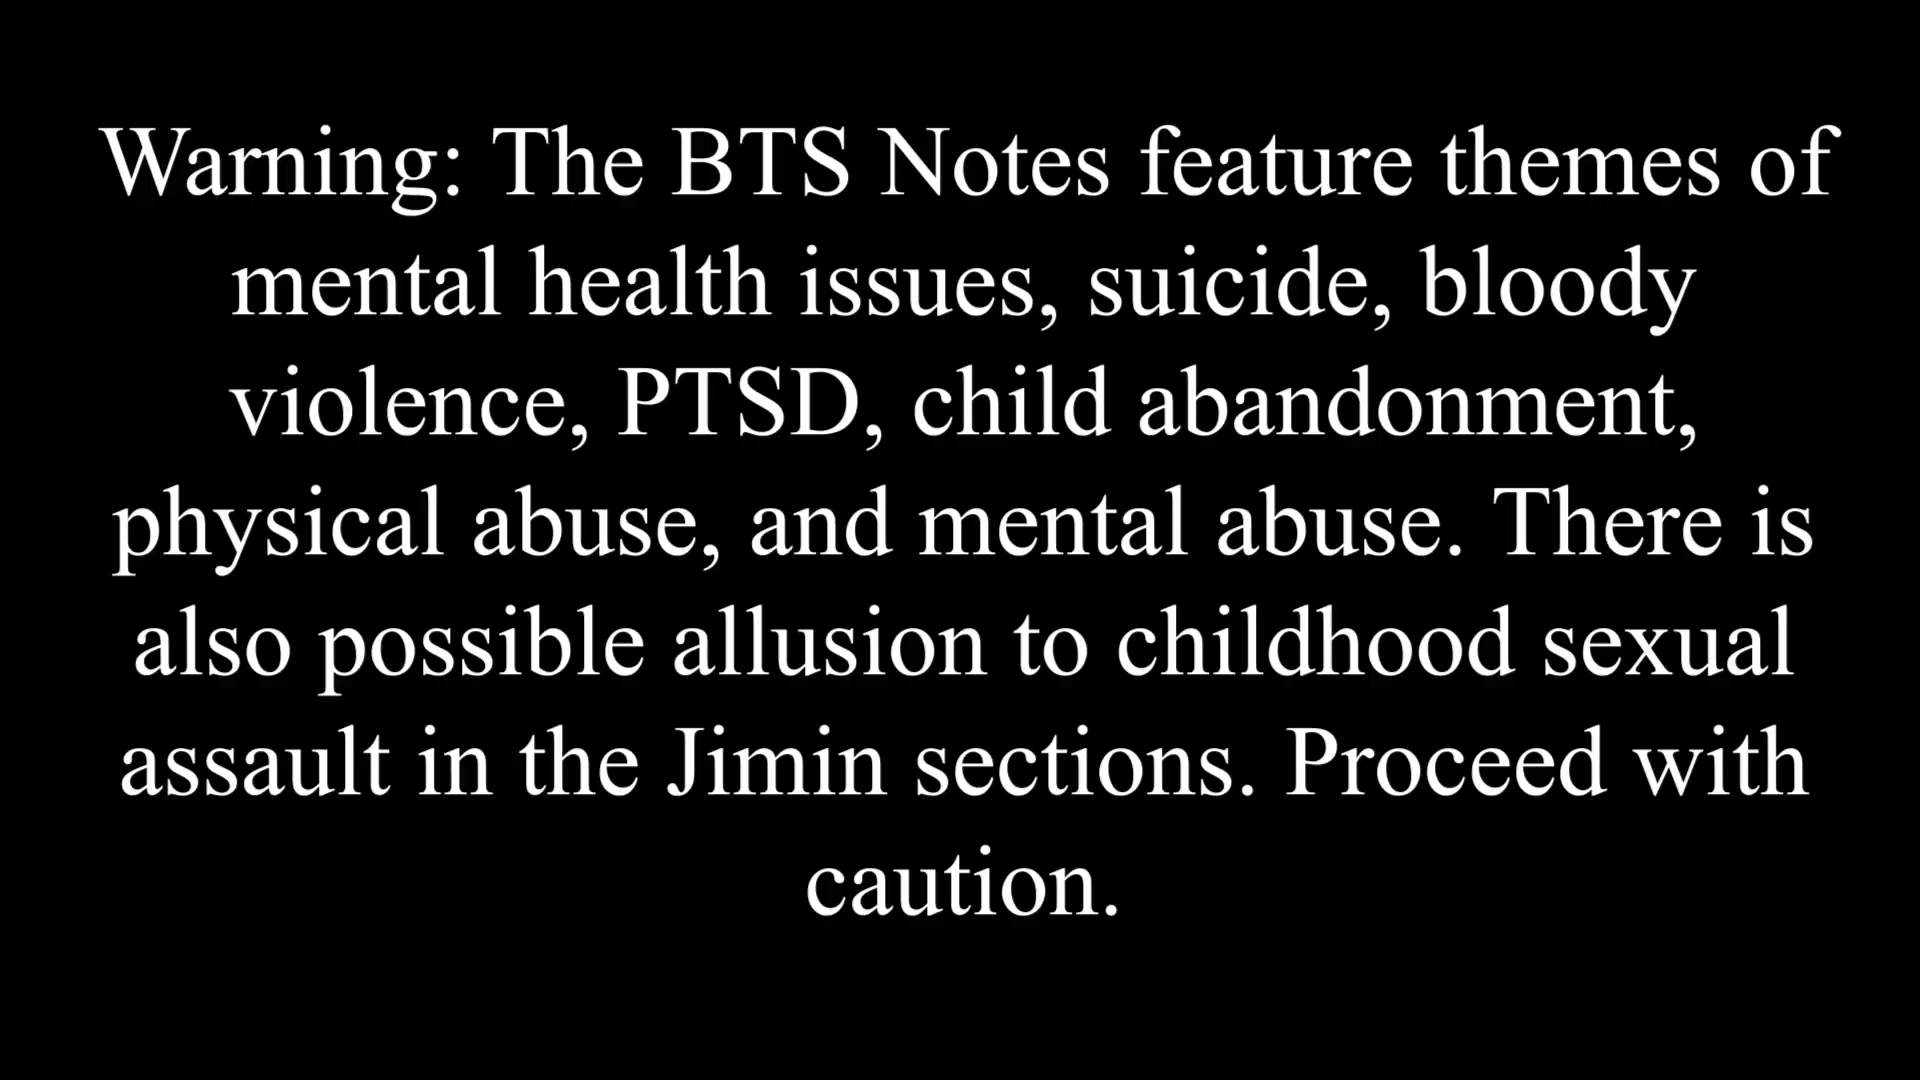 Warning: The BTS Notes feature themes of
mental health issues, suicide, bloody
violence, PTSD, child abandonment,
physical abuse, and mental abuse. There is
also possible allusion to childhood sexual
assault in the Jimin sections. Proceed with
caution.